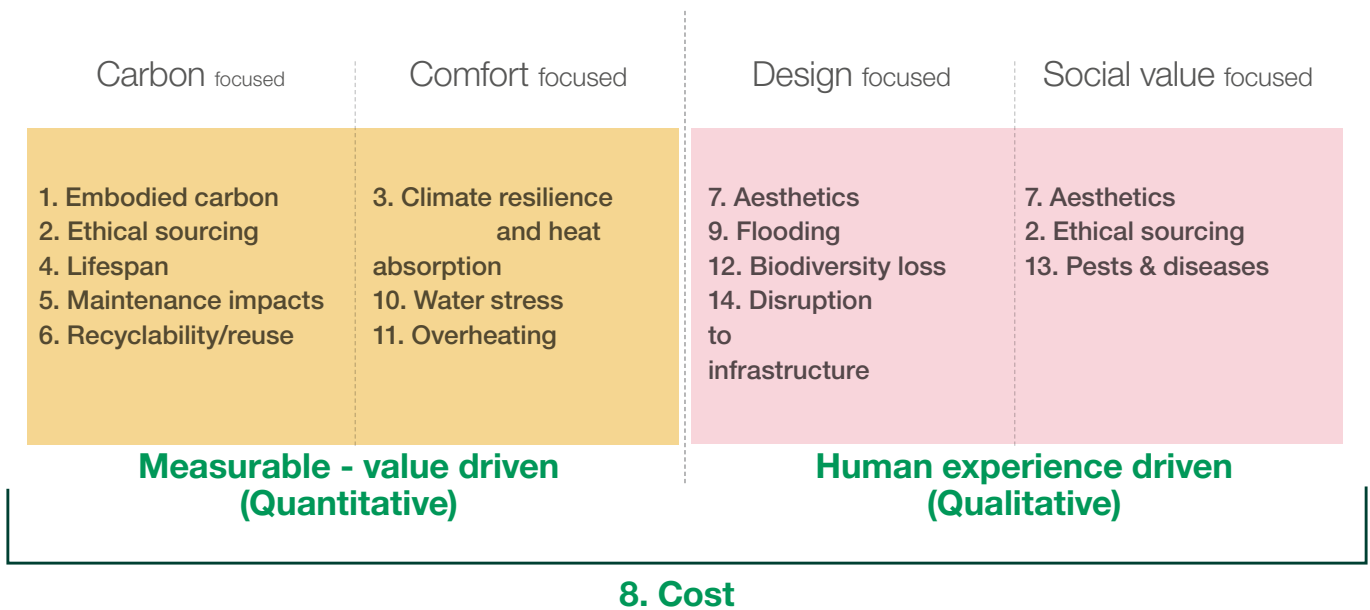 Carbon focused
Comfort focused
Design focused
Social value focused
1. Embodied carbon
2. Ethical sourcing
4. Lifespan
5. Maintenance impacts
6. Recyclability/reuse
3. Climate resilience
and heat
absorption
10. Water stress
11. Overheating
7. Aesthetics
9. Flooding
12. Biodiversity loss
14. Disruption
to
infrastructure
7. Aesthetics
2. Ethical sourcing
13. Pests & diseases
Measurable - value driven
(Quantitative)
Human experience driven
(Qualitative)
8. Cost